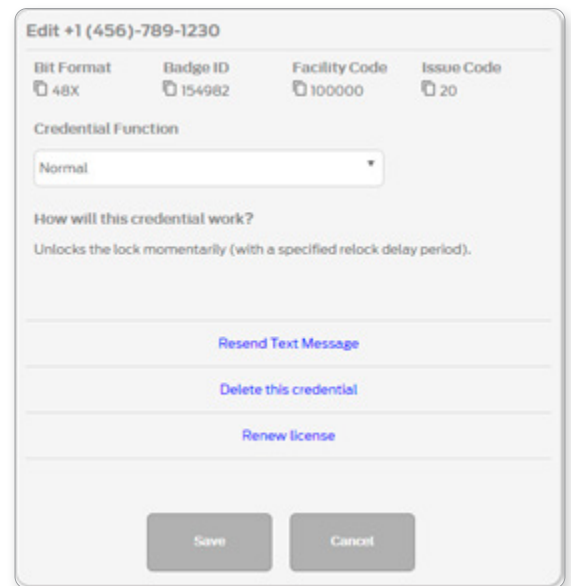 Edit +1 (456)-789-1230
Bit Format Badge ID Facility Code Issue Code
48X 154982 100000 20
Credential Function
Normal
How will this credential work?
Unlocks the lock momentarily (with a specified relock delay period).
Resend Text Message
Delete this credential
Renew license
Save Cancel